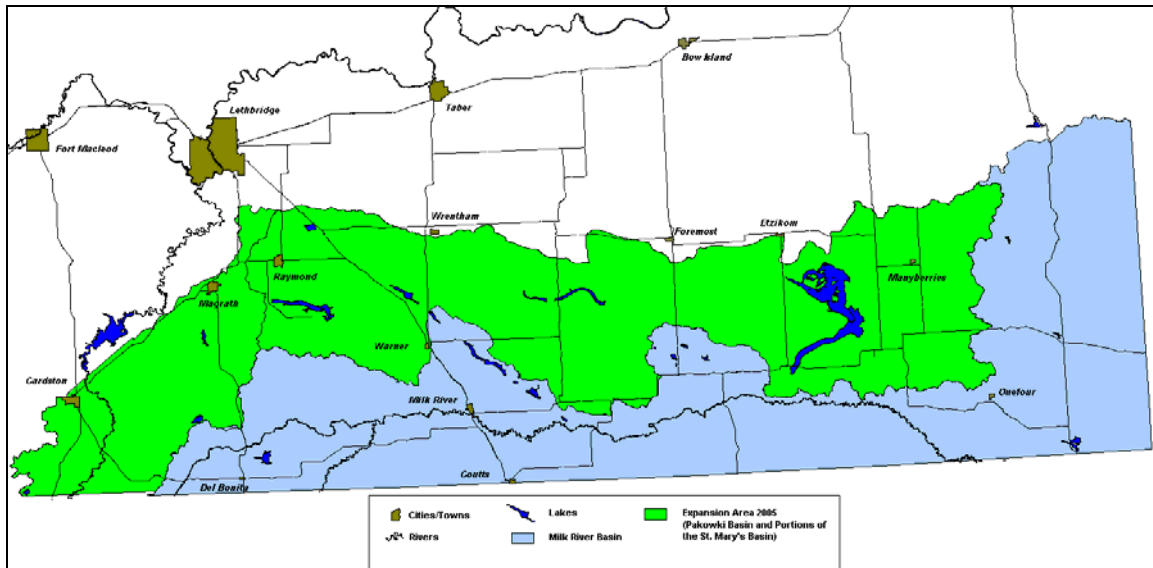 Bow Island
Taber
Lethbridge
Fort Macleod
Wrentham
Etzikom
Foremost
Raymond
Manyberries
Magrath
Warner
Cardston
Milk River
Onefour
Coutts
Del Bonita
Cities/Towns
Rivers
Lakes
Milk River Basin
Expansion Area 2005
(Pakowki Basin and Portions of
the St. Mary's Basin)